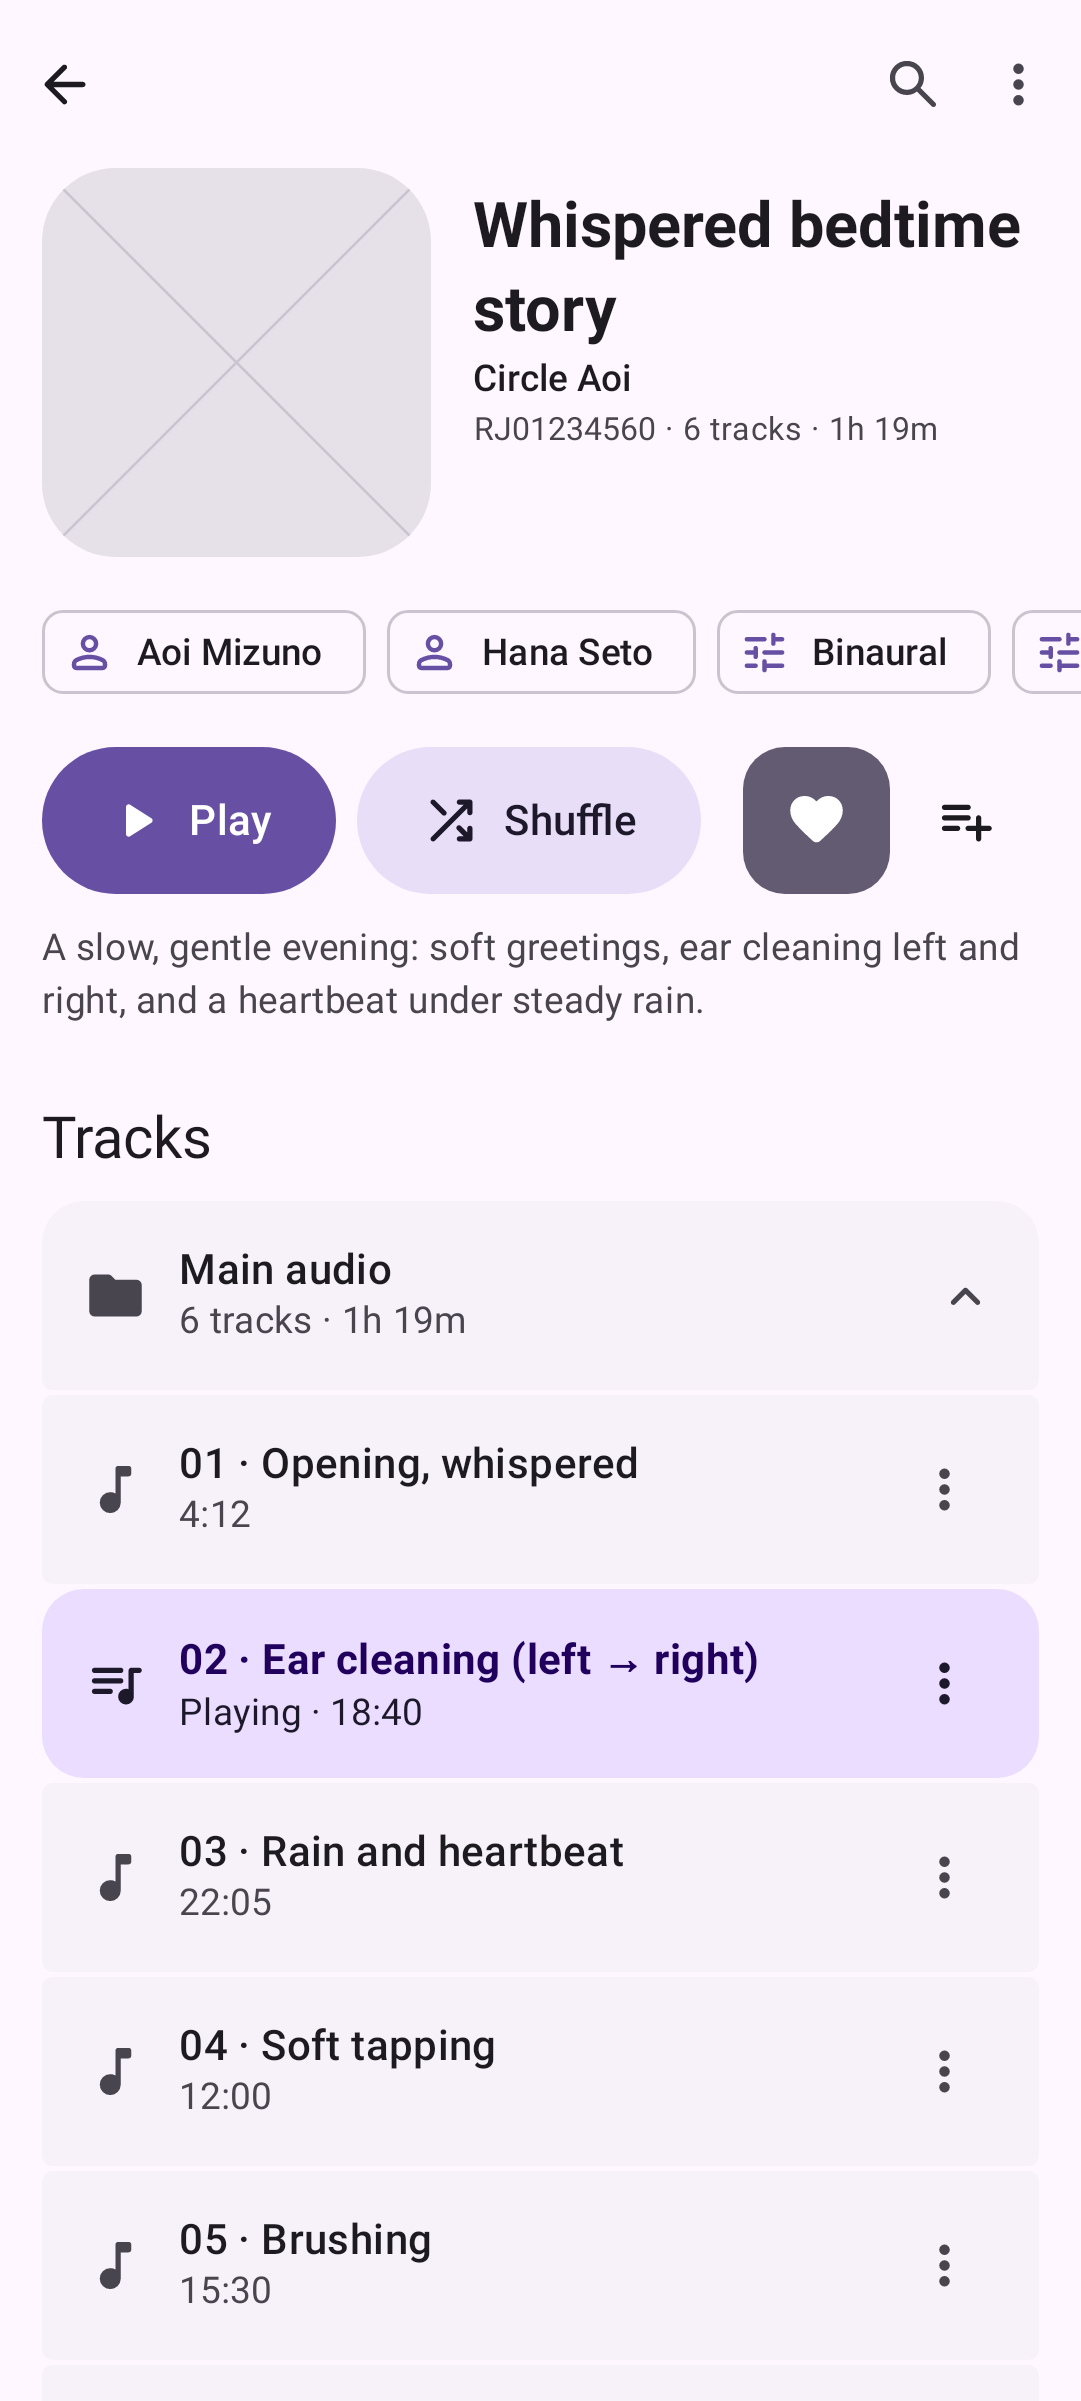 Whispered bedtime
story
Circle Aoi
RJ01234560 · 6 tracks · 1h 19m
Aoi Mizuno
Hana Seto
Binaural
Play
Shuffle
A slow, gentle evening: soft greetings, ear cleaning left and
right, and a heartbeat under steady rain.
Tracks
Main audio
6 tracks · 1h 19m
01 · Opening, whispered
4:12
02 · Ear cleaning (left → right)
Playing · 18:40
03 · Rain and heartbeat
22:05
04 · Soft tapping
12:00
05 · Brushing
15:30